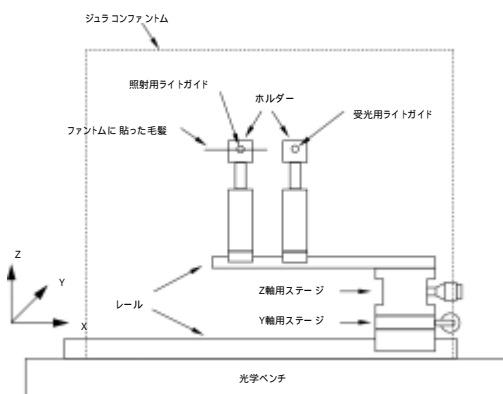 ジュラコンファントム
照射用ライトガイド
ホルダー
受光用ライトガイド
ファントムに貼った毛髪
Z
Y
X
レール
Z軸用ステージ
Y軸用ステージ
光学ベンチ